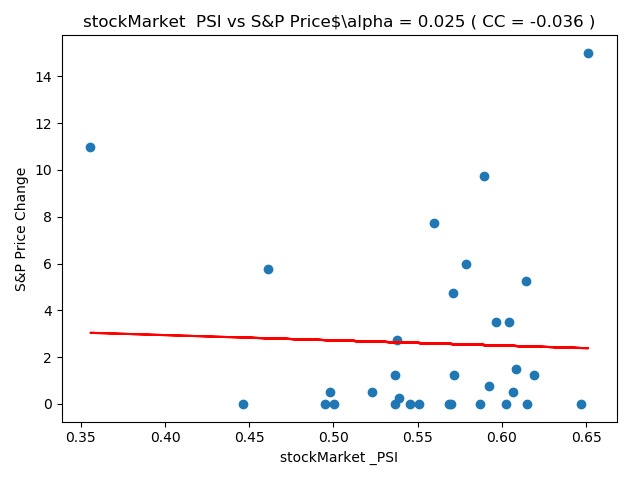 stockMarket  PSI vs S&P Price$\alpha = 0.025 ( CC = -0.036 )
14
12
10
8
6
4
2
0
S&P Price Change
0.35 0.40 0.45 0.50 0.55 0.60 0.65
stockMarket _PSI